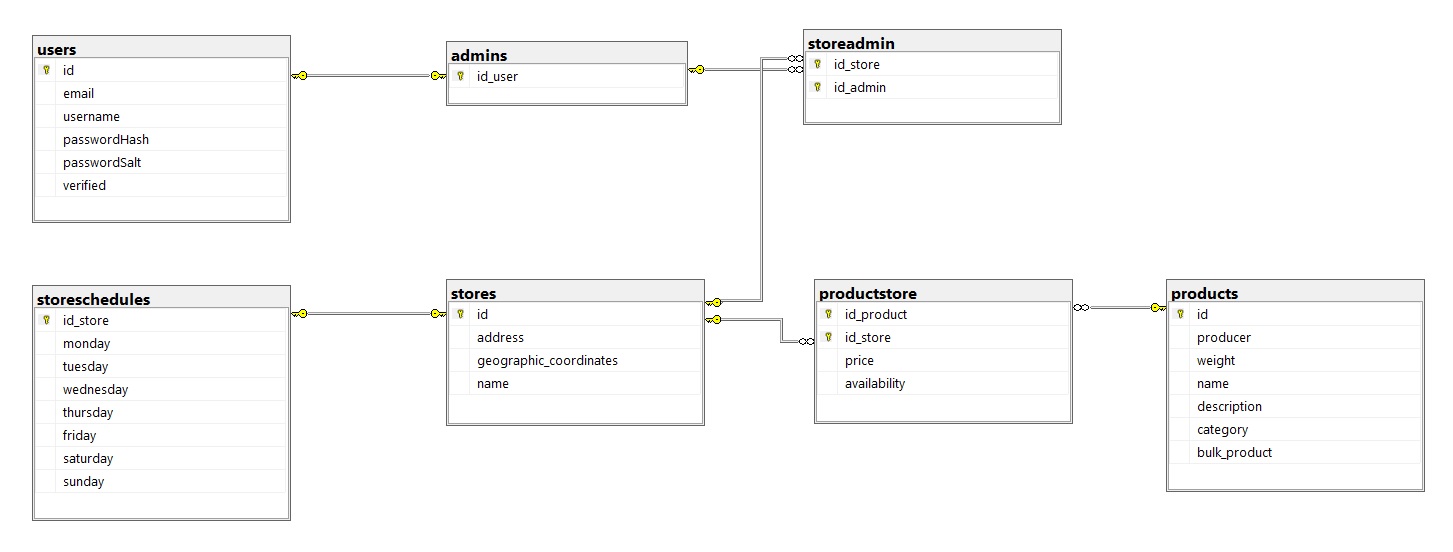 users
id
email
username
passwordHash
passwordSalt
verified
admins
id_user
storeadmin
id_store
id_admin
storeschedules
id_store
monday
tuesday
wednesday
thursday
friday
saturday
sunday
stores
id
address
geographic_coordinates
name
productstore
id_product
id_store
price
availability
products
id
producer
weight
name
description
category
bulk_product